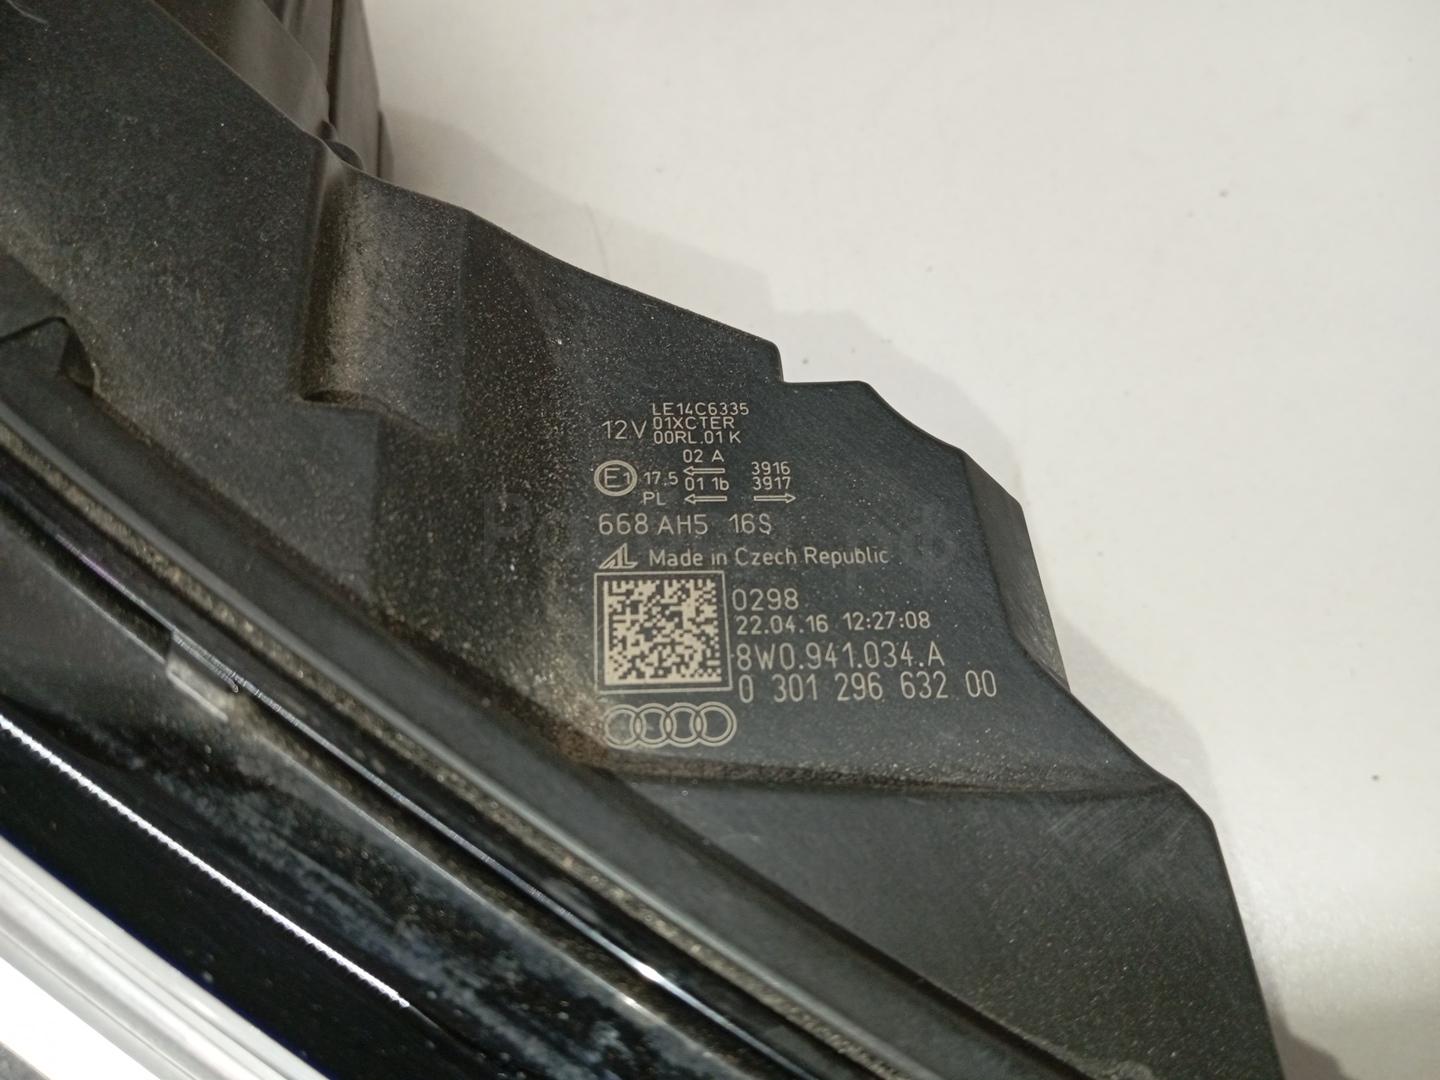 LE14C6335
12V 01XCTER
00RL.01 K
02 A
E1 17.5 ← 3916
01 1b 3917
PL ← →
668 AH5 16S
AL Made in Czech Republic
0298
22.04.16 12:27:08
8W0.941.034.A
0 301 296 632 00